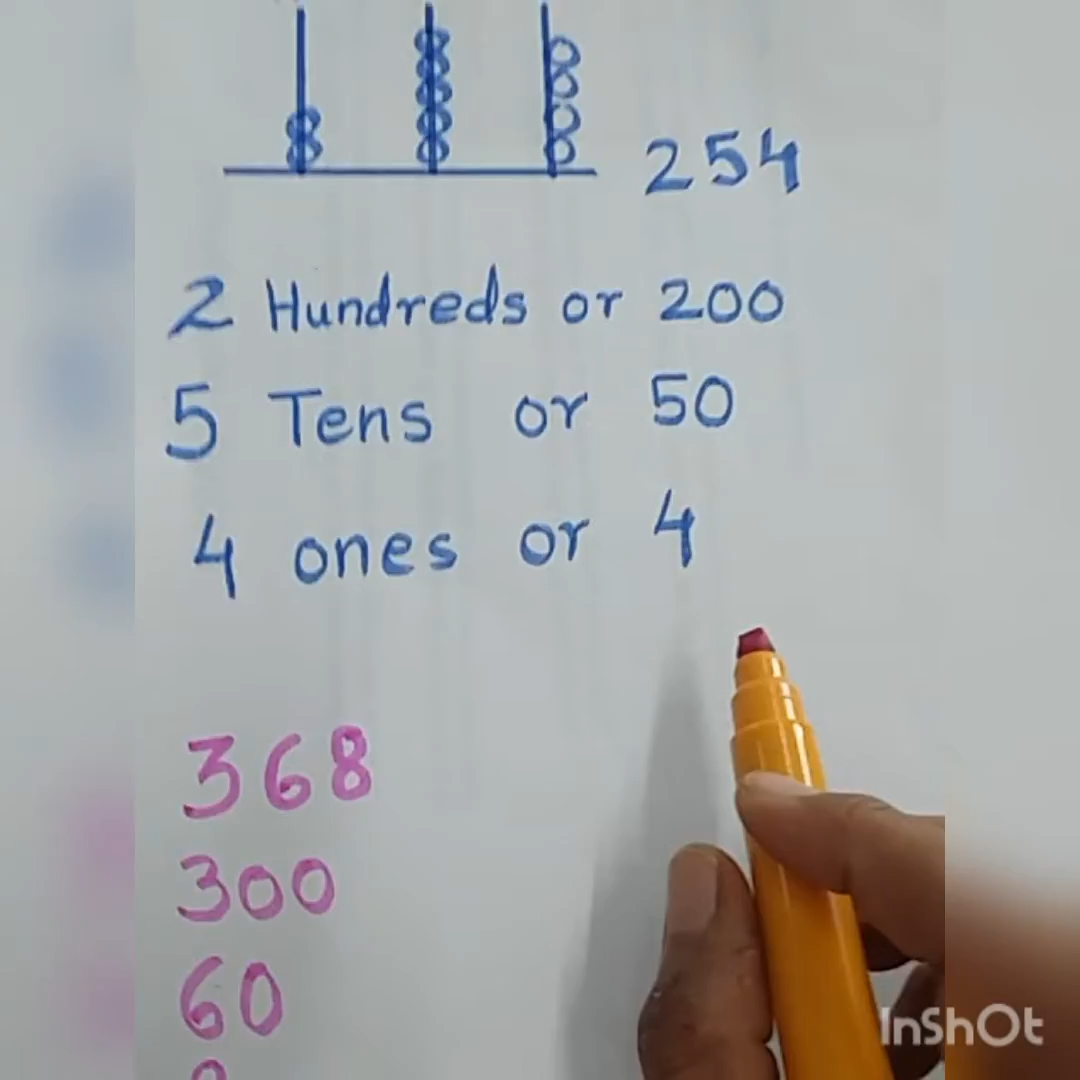 254
2 Hundreds or 200
5 Tens or 50
4 ones or 4
368
300
60
InShOt